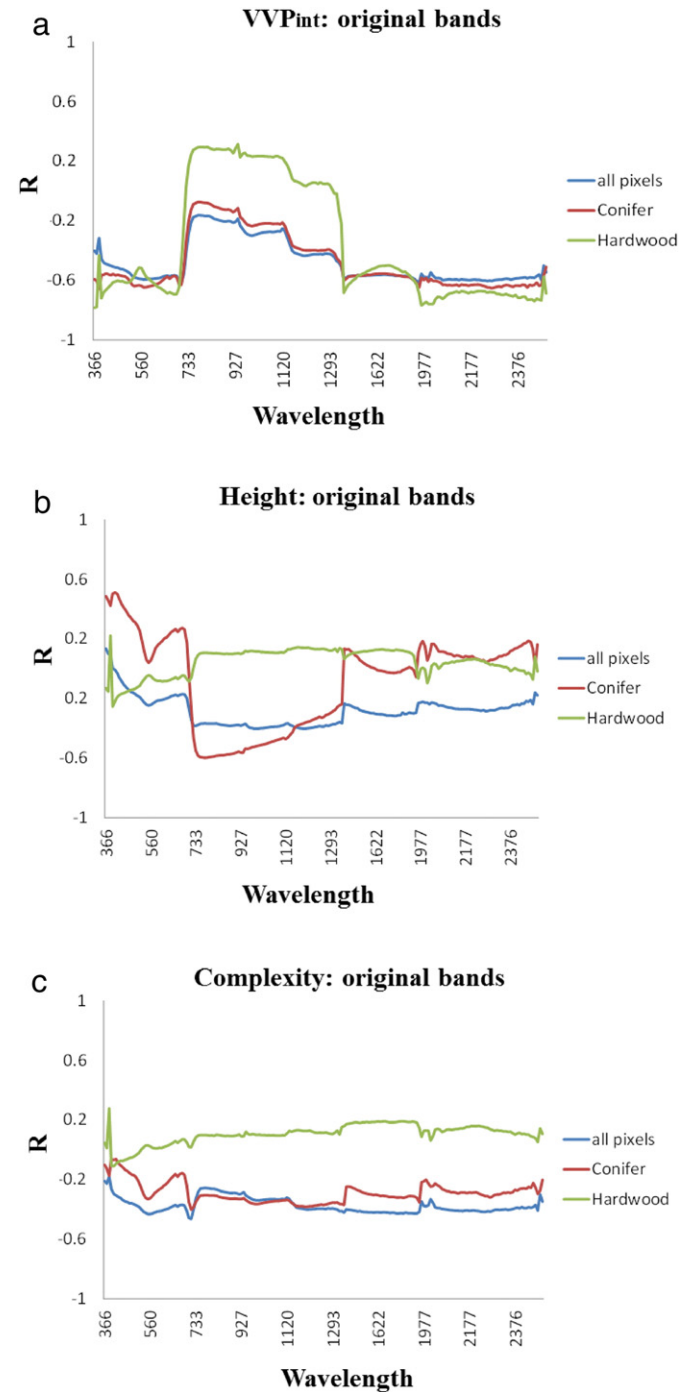 a
VVPint: original bands
1
0.6
0.2
-0.2
-0.6
-1
R
366 560 733 927 1120 1293 1622 1977 2177 2376
Wavelength
all pixels
Conifer
Hardwood
b
Height: original bands
1
0.6
0.2
0.2
-0.6
-1
R
366 560 733 927 1120 1293 1622 1977 2177 2376
Wavelength
all pixels
Conifer
Hardwood
c
Complexity: original bands
1
0.6
0.2
-0.2
-0.6
-1
R
366 560 733 927 1120 1293 1622 1977 2177 2376
Wavelength
all pixels
Conifer
Hardwood